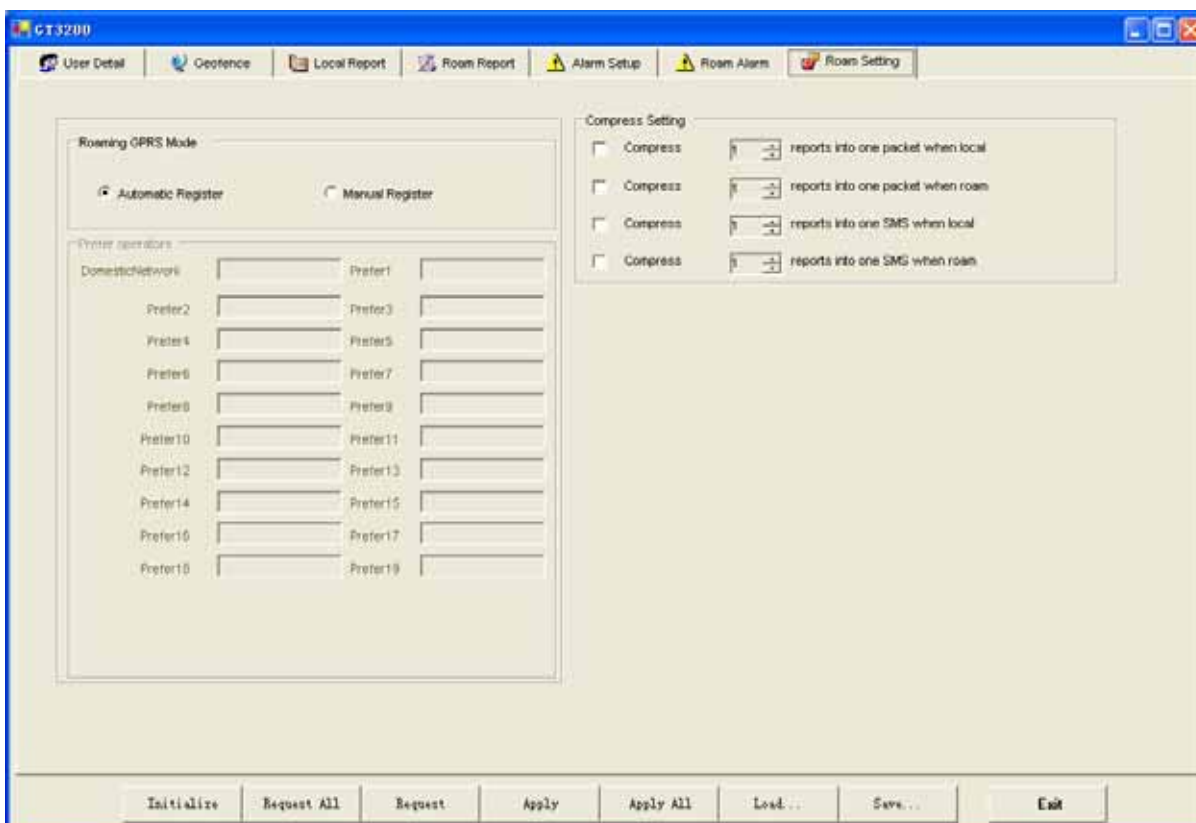 GT3200
User Detail Geofence Local Report Roam Report Alarm Setup Roam Alarm Roam Setting
Roaming GPRS Mode
Automatic Register Manual Register
Prefer operators
DomesticNetwork Prefer1
Prefer2 Prefer3
Prefer4 Prefer5
Prefer6 Prefer7
Prefer8 Prefer9
Prefer10 Prefer11
Prefer12 Prefer13
Prefer14 Prefer15
Prefer16 Prefer17
Prefer18 Prefer19
Compress Setting
Compress 1 reports into one packet when local
Compress 1 reports into one packet when roam
Compress 1 reports into one SMS when local
Compress 1 reports into one SMS when roam
Initialize Request All Request Apply Apply All Load... Save... Exit